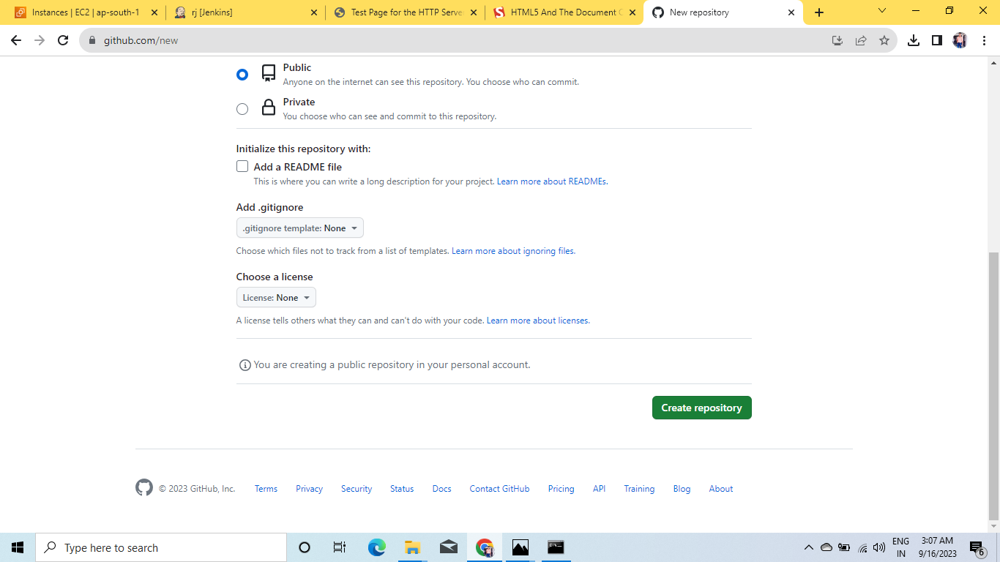 Instances | EC2 | ap-south-1
rj [Jenkins]
Test Page for the HTTP Serve
HTML5 And The Document O
New repository
github.com/new
Public
Anyone on the internet can see this repository. You choose who can commit.
Private
You choose who can see and commit to this repository.
Initialize this repository with:
Add a README file
This is where you can write a long description for your project. Learn more about READMEs.
Add .gitignore
.gitignore template: None
Choose which files not to track from a list of templates. Learn more about ignoring files.
Choose a license
License: None
A license tells others what they can and can't do with your code. Learn more about licenses.
You are creating a public repository in your personal account.
Create repository
© 2023 GitHub, Inc. Terms Privacy Security Status Docs Contact GitHub Pricing API Training Blog About
Type here to search
ENG
IN
3:07 AM
9/16/2023
6